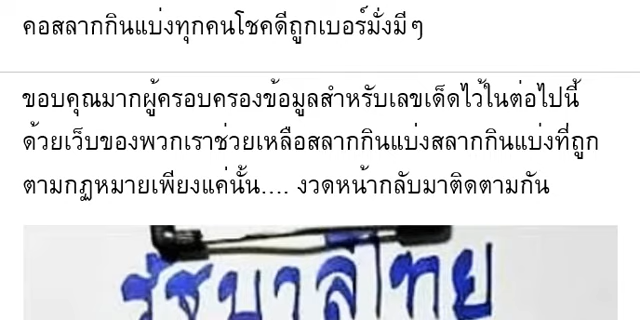 คอสลากกินแบ่งทุกคนโชคดีถูกเบอร์มั่งมีๆ
ขอบคุณมากผู้ครอบครองข้อมูลสำหรับเลขเด็ดไว้ในต่อไปนี้
ด้วยเว็บของพวกเราช่วยเหลือสลากกินแบ่งสลากกินแบ่งที่ถูก
ตามกฏหมายเพียงแค่นั้น.... งวดหน้ากลับมาติดตามกัน
รัฐบาลไทย